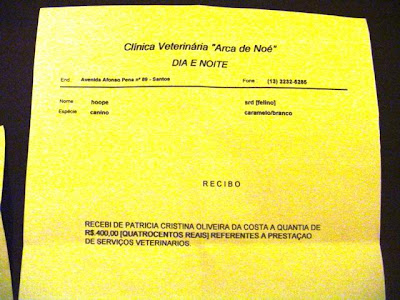 Clínica Veterinária "Arca de Noé"
DIA E NOITE
End.: Avenida Afonso Pena nº 89 - Santos Fone: (13) 3232-5285
Nome hoope srd [felino]
Espécie canino caramelo/branco
RECIBO
RECEBI DE PATRICIA CRISTINA OLIVEIRA DA COSTA A QUANTIA DE
R$.400,00 [QUATROCENTOS REAIS] REFERENTES A PRESTAÇAO
DE SERVIÇOS VETERINARIOS.